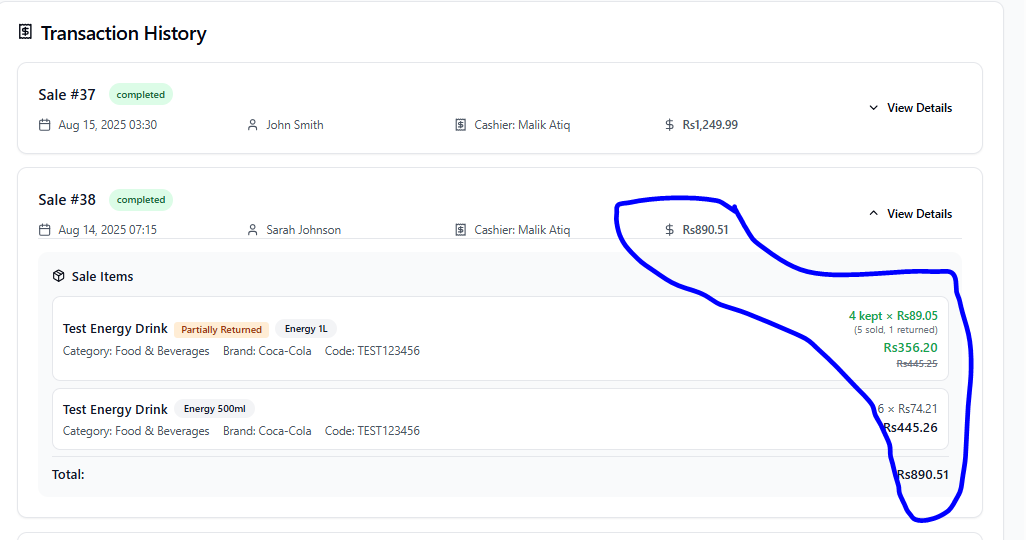 Transaction History
Sale #37 completed
View Details
Aug 15, 2025 03:30 John Smith Cashier: Malik Atiq Rs1,249.99
Sale #38 completed
View Details
Aug 14, 2025 07:15 Sarah Johnson Cashier: Malik Atiq Rs890.51
Sale Items
Test Energy Drink Partially Returned Energy 1L
Category: Food & Beverages Brand: Coca-Cola Code: TEST123456
4 kept × Rs89.05
(5 sold, 1 returned)
Rs356.20
Rs445.25
Test Energy Drink Energy 500ml
Category: Food & Beverages Brand: Coca-Cola Code: TEST123456
6 × Rs74.21
Rs445.26
Total: Rs890.51